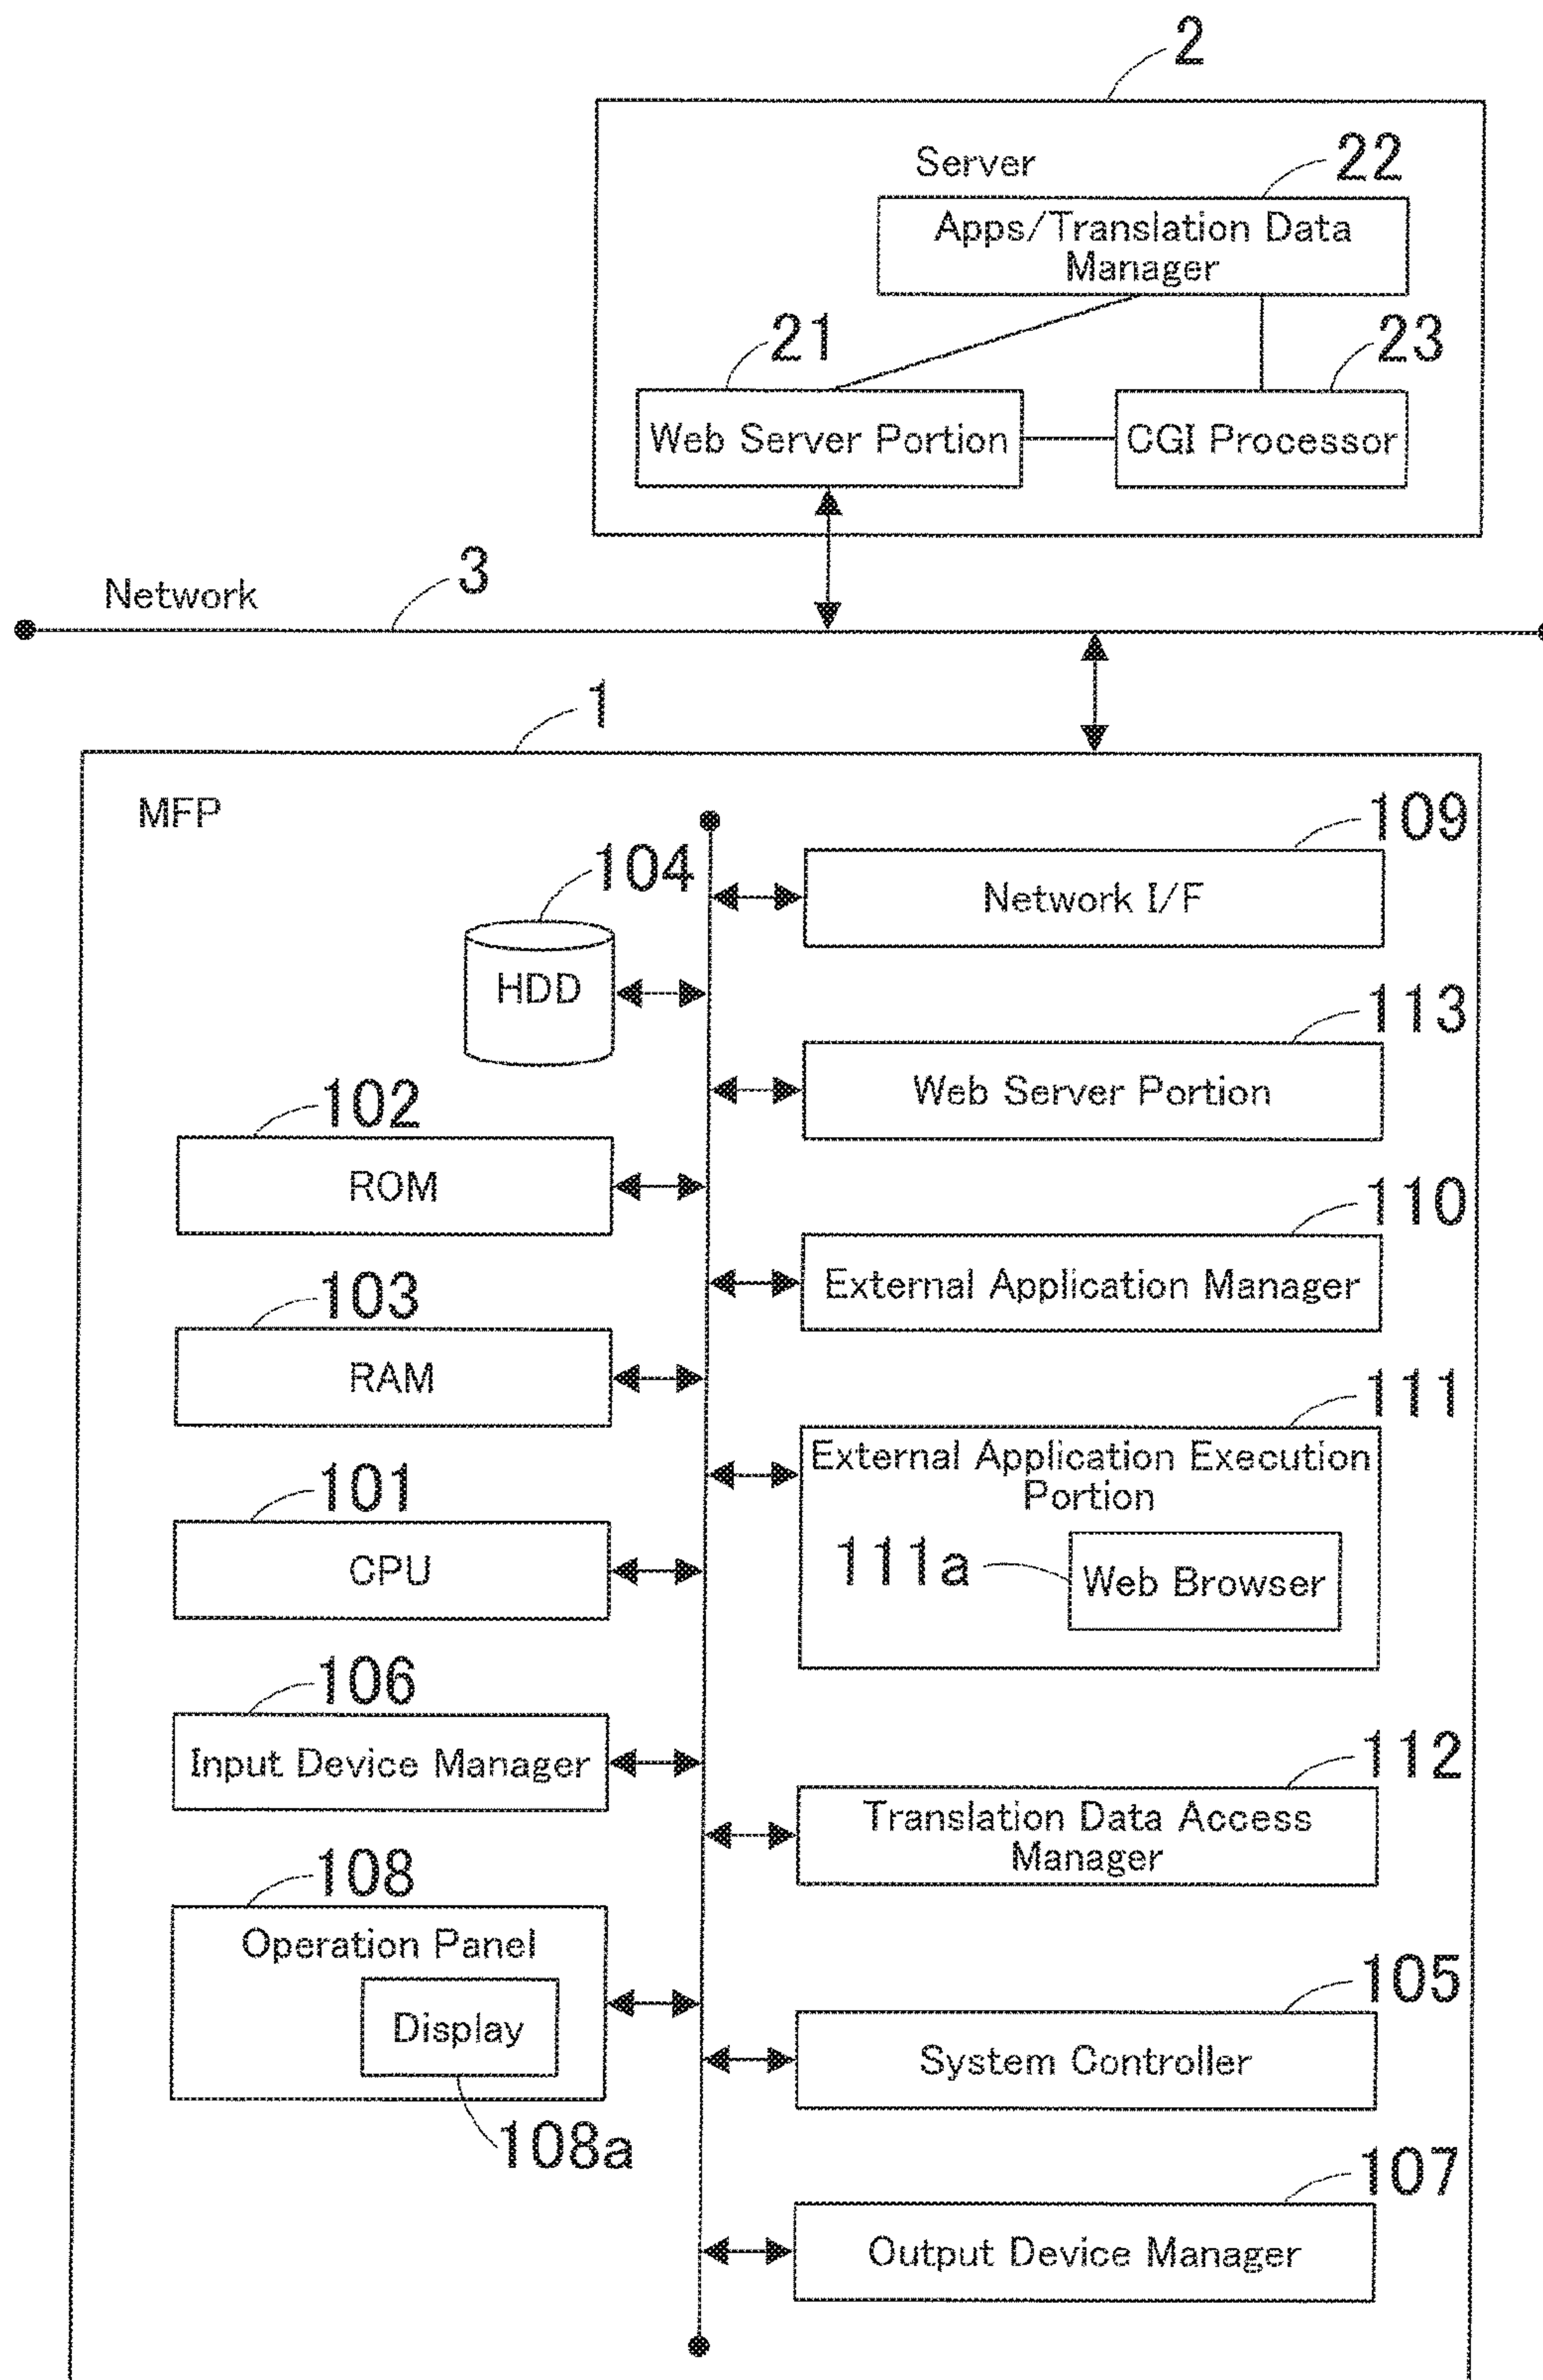 2
Server
22
Apps/Translation Data
Manager
21
23
Web Server Portion
CGI Processor
Network
3
1
MFP
109
Network I/F
104
HDD
113
Web Server Portion
102
ROM
110
External Application Manager
103
RAM
111
External Application Execution
Portion
111a
Web Browser
101
CPU
106
Input Device Manager
112
Translation Data Access
Manager
108
Operation Panel
Display
108a
105
System Controller
107
Output Device Manager